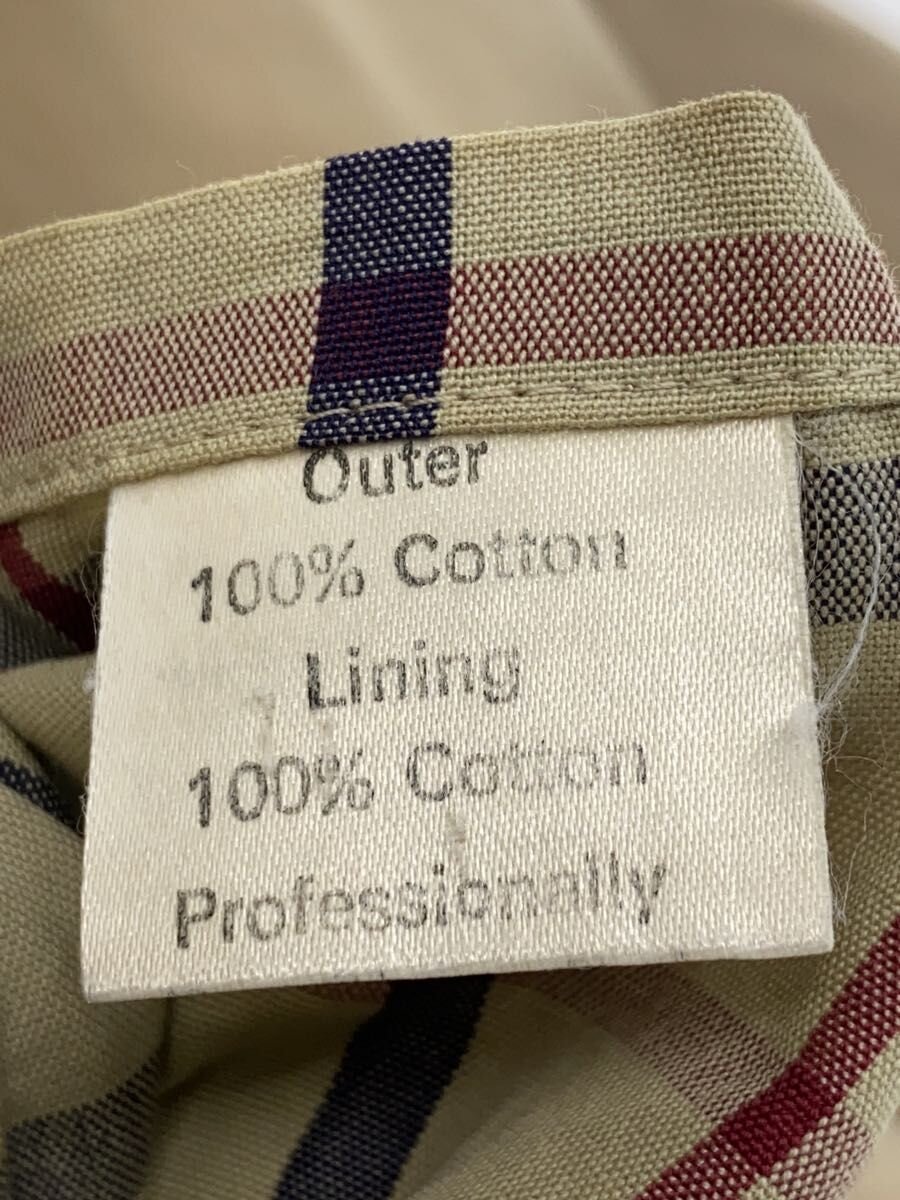 Outer
100% Cotton
Lining
100% Cotton
Professionally